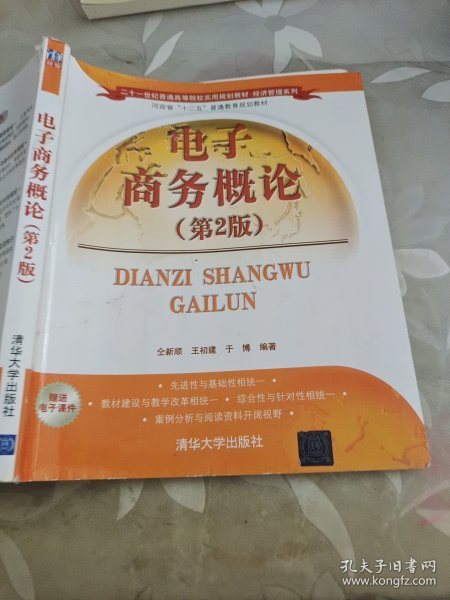 二十一世纪普通高等院校实用规划教材·经济管理系列
河南省“十二五”普通教育规划教材
电子
商务概论
(第2版)
DIANZI SHANGWU
GAILUN
仝新顺 王初建 于 博 编著
·先进性与基础性相统一·
·教材建设与教学改革相统一· 综合性与针对性相统一·
·案例分析与阅读资料开阔视野·
清华大学出版社
赠送
电子课件
电子商务概论(第2版)
清华大学出版社
孔夫子旧书网
www.kongfz.com